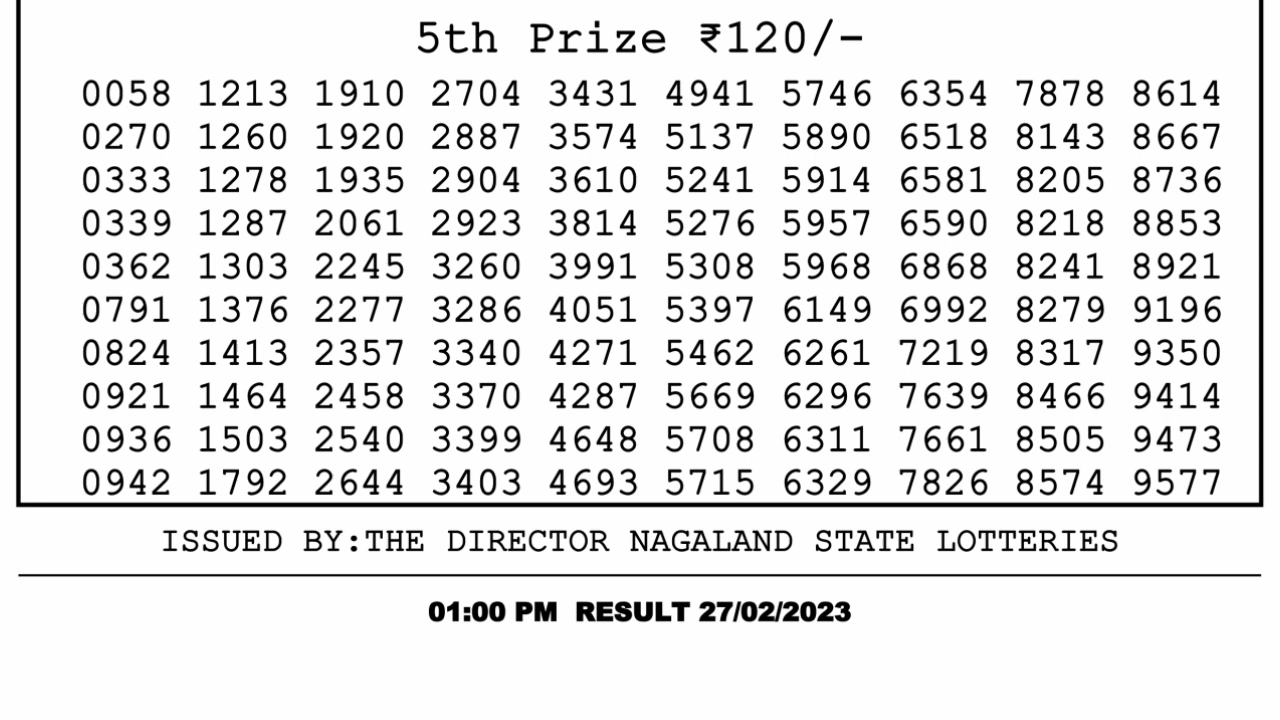 5th Prize ₹120/-
0058 1213 1910 2704 3431 4941 5746 6354 7878 8614
0270 1260 1920 2887 3574 5137 5890 6518 8143 8667
0333 1278 1935 2904 3610 5241 5914 6581 8205 8736
0339 1287 2061 2923 3814 5276 5957 6590 8218 8853
0362 1303 2245 3260 3991 5308 5968 6868 8241 8921
0791 1376 2277 3286 4051 5397 6149 6992 8279 9196
0824 1413 2357 3340 4271 5462 6261 7219 8317 9350
0921 1464 2458 3370 4287 5669 6296 7639 8466 9414
0936 1503 2540 3399 4648 5708 6311 7661 8505 9473
0942 1792 2644 3403 4693 5715 6329 7826 8574 9577
ISSUED BY:THE DIRECTOR NAGALAND STATE LOTTERIES
01:00 PM RESULT 27/02/2023